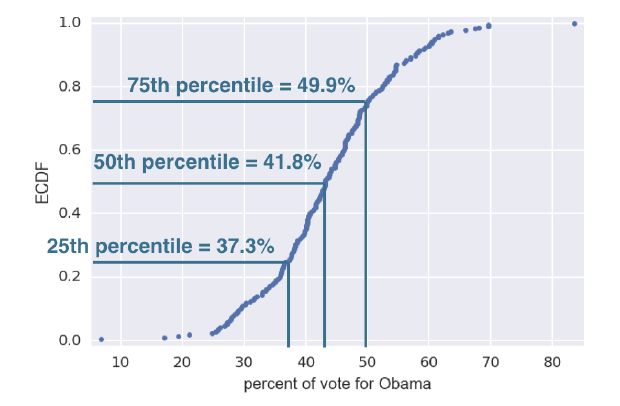 1.0
0.8
75th percentile = 49.9%
0.6
50th percentile = 41.8%
ECDF
0.4
25th percentile = 37.3%
0.2
0.0
10 20 30 40 50 60 70 80
percent of vote for Obama